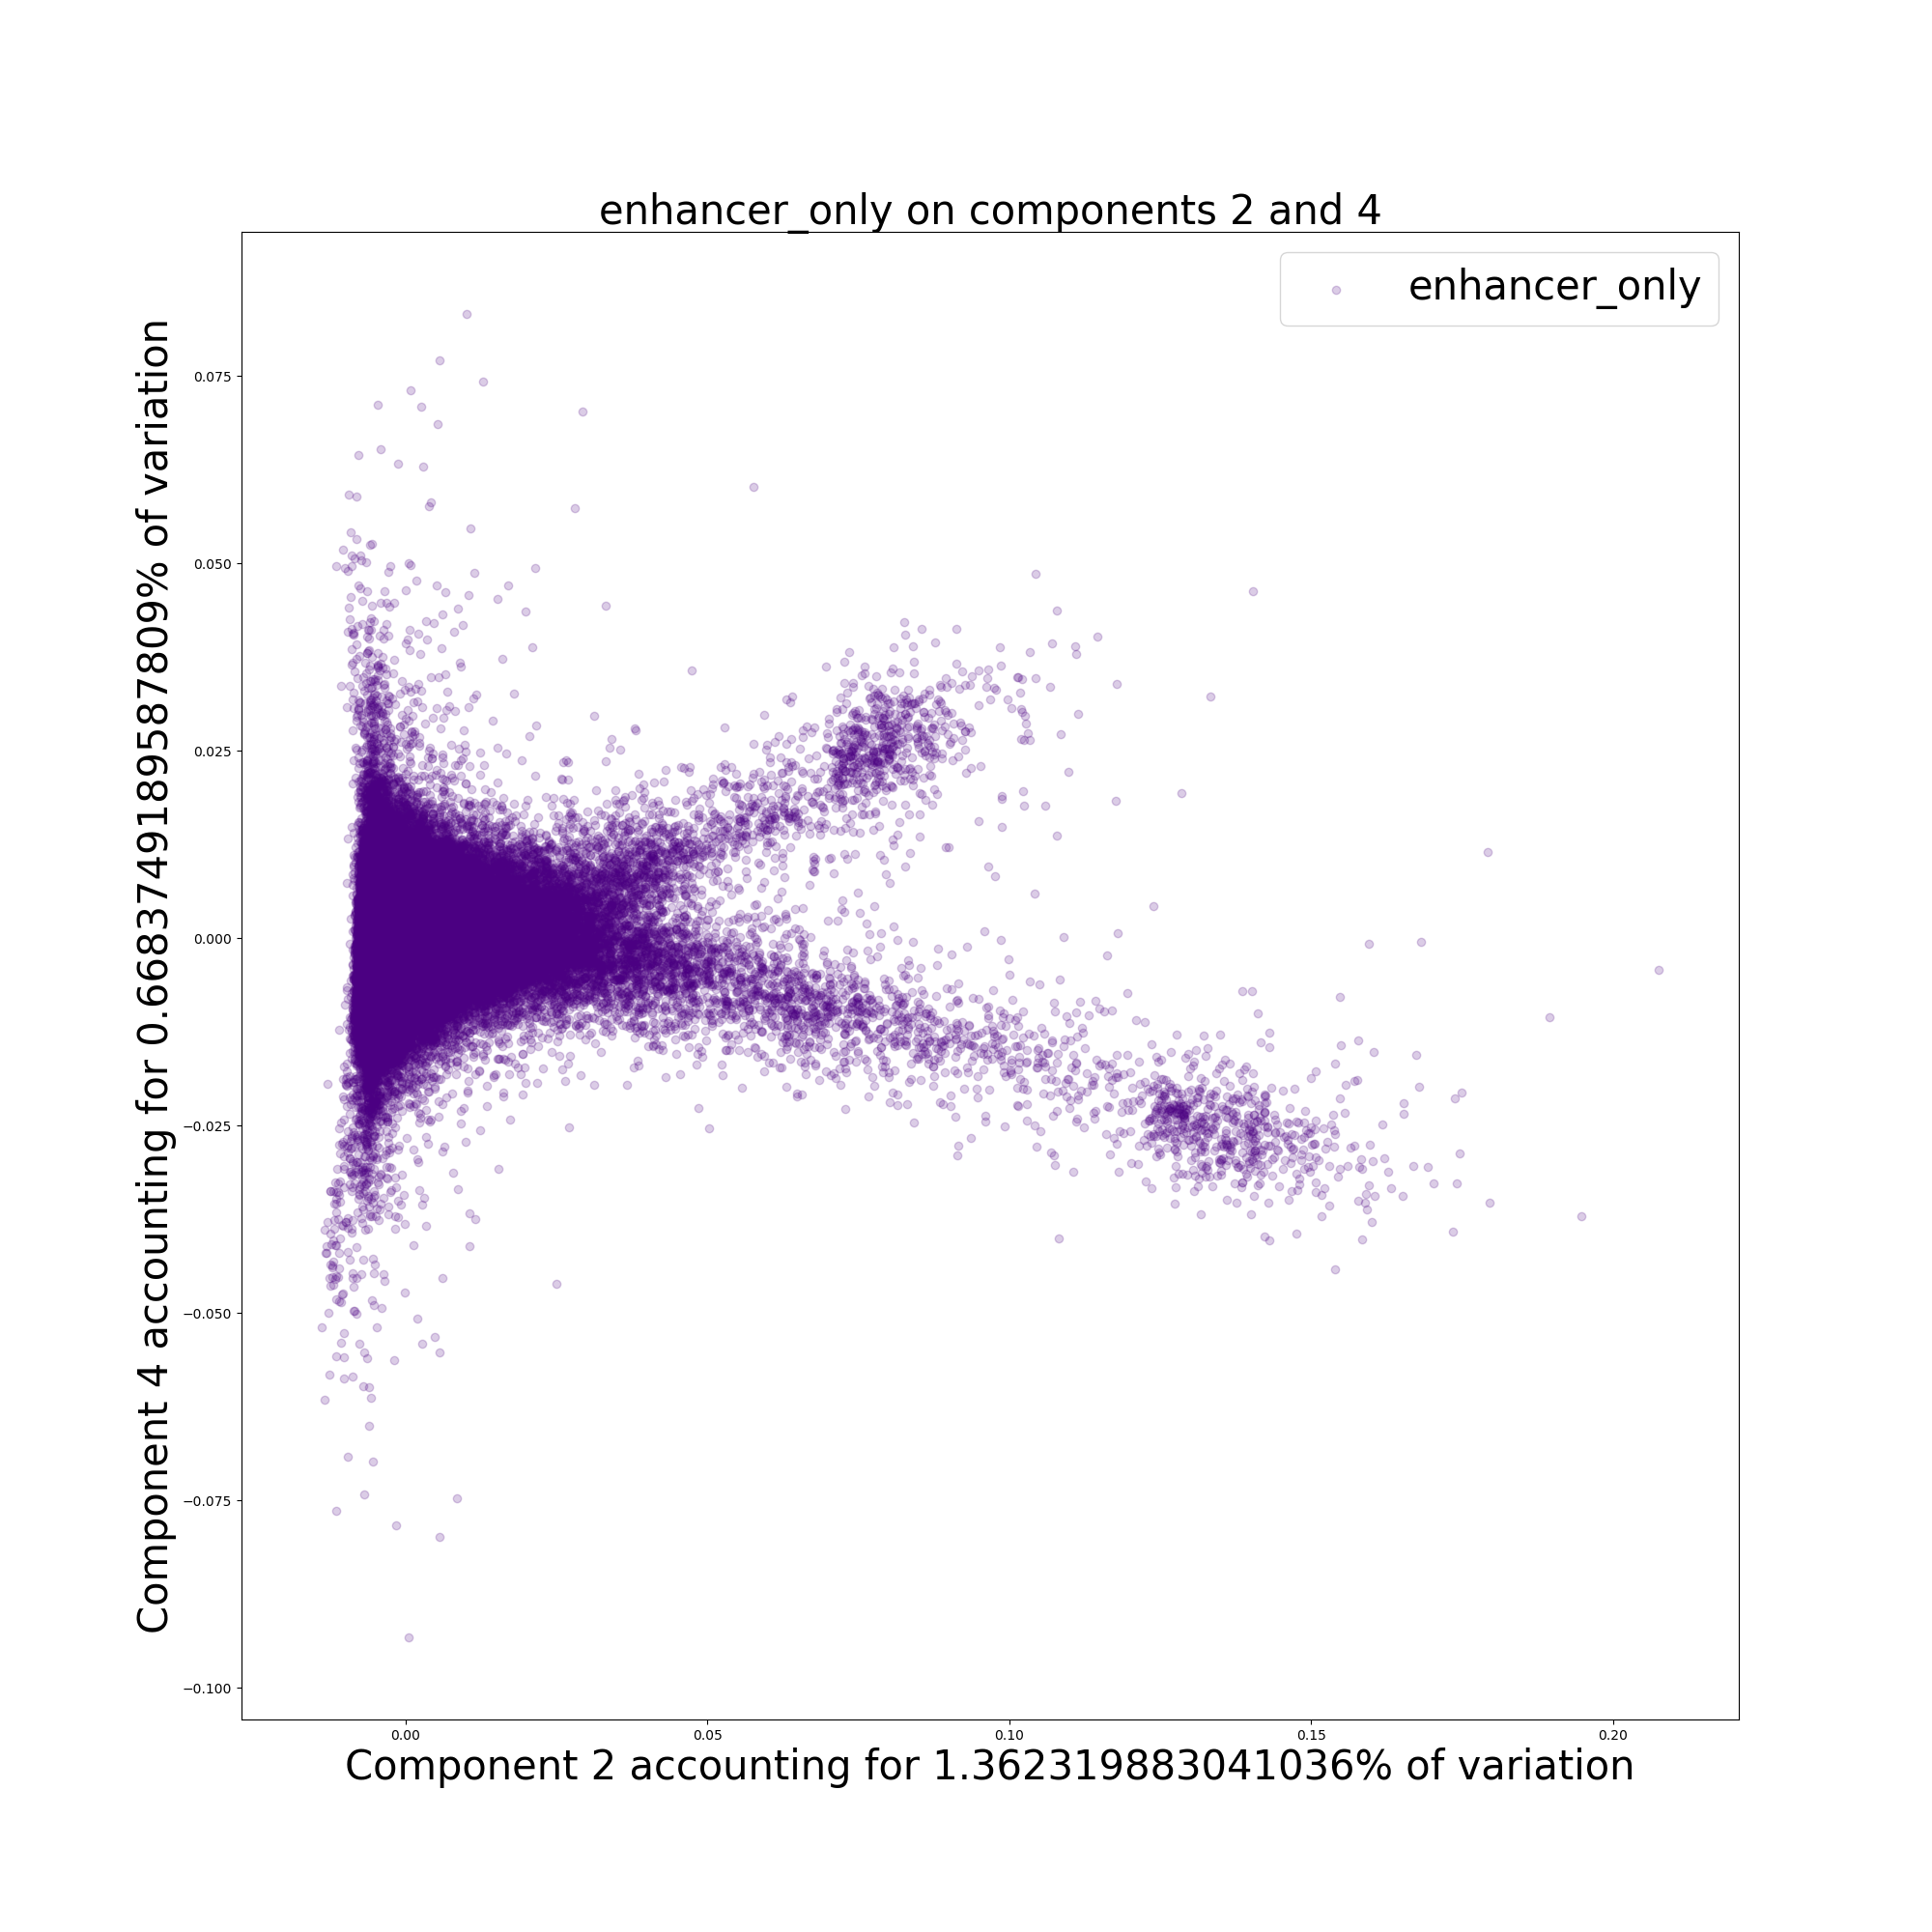 enhancer_only on components 2 and 4
enhancer_only
Component 4 accounting for 0.6683749189587809% of variation
0.075
0.050
0.025
0.000
−0.025
−0.050
−0.075
−0.100
0.00 0.05 0.10 0.15 0.20
Component 2 accounting for 1.362319883041036% of variation